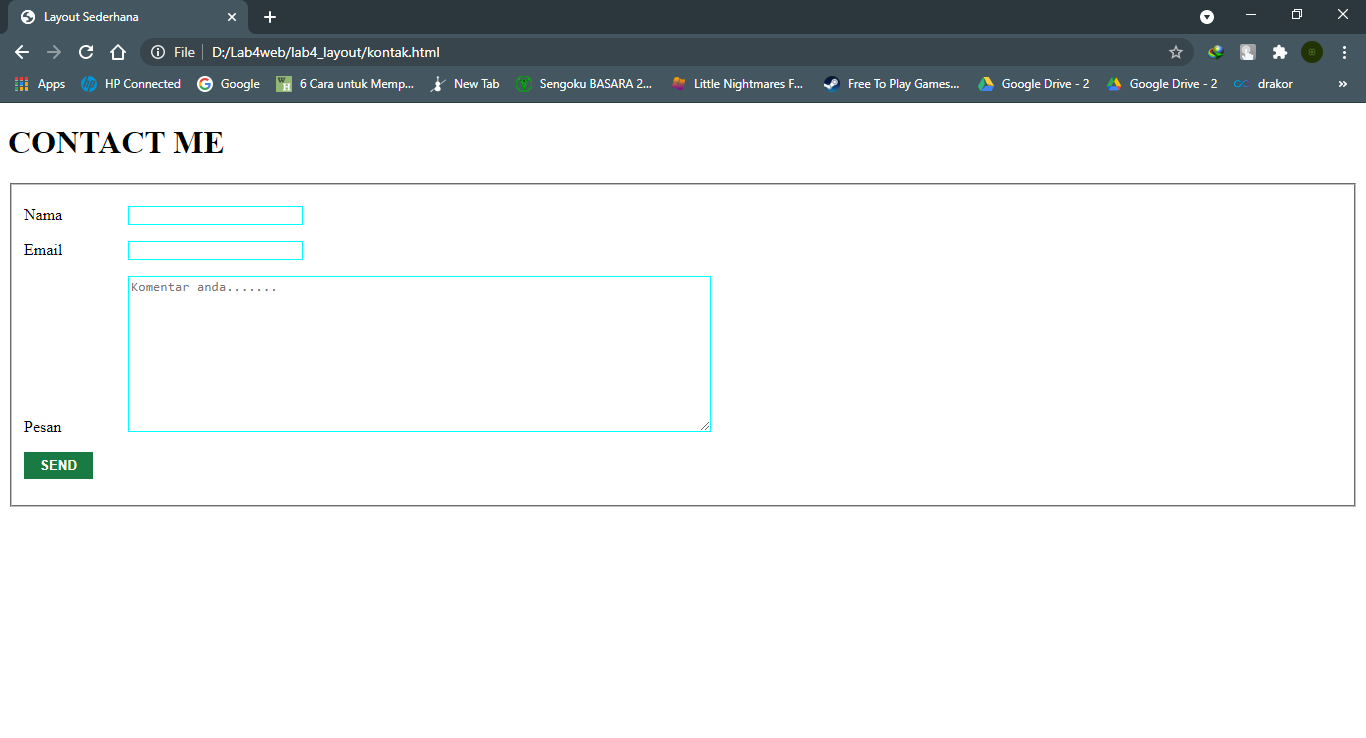 Layout Sederhana
File D:/Lab4web/lab4_layout/kontak.html
Apps HP Connected Google 6 Cara untuk Memp... New Tab Sengoku BASARA 2... Little Nightmares F... Free To Play Games... Google Drive - 2 Google Drive - 2 drakor »
CONTACT ME
Nama
Email
Komentar anda.......
Pesan
SEND